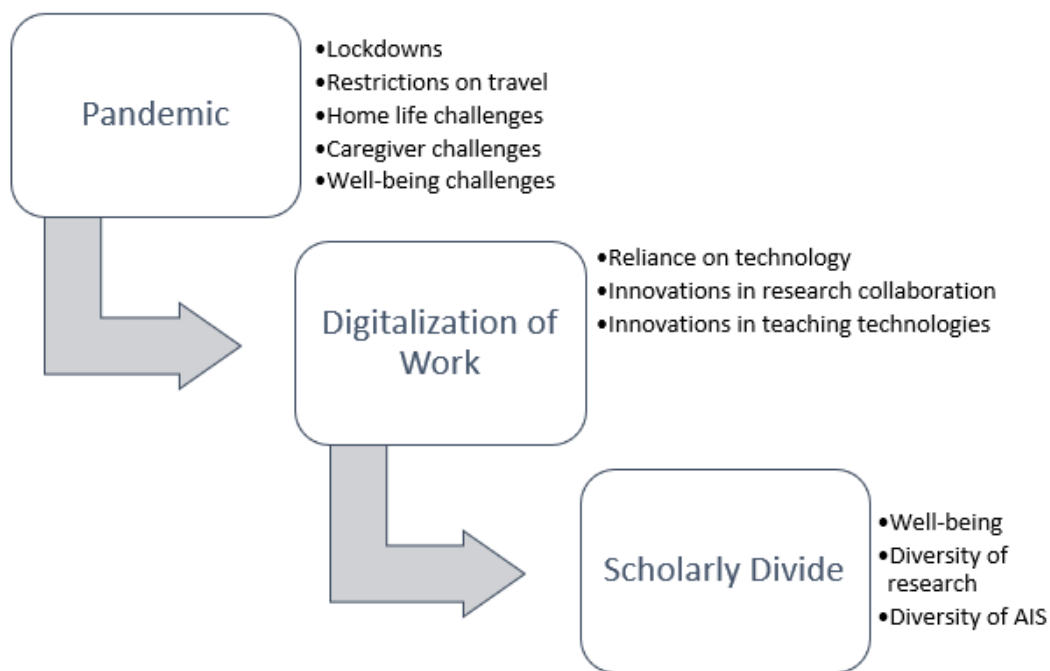 Pandemic
•Lockdowns
•Restrictions on travel
•Home life challenges
•Caregiver challenges
•Well-being challenges
Digitalization of
Work
•Reliance on technology
•Innovations in research collaboration
•Innovations in teaching technologies
Scholarly Divide
•Well-being
•Diversity of
research
•Diversity of AIS